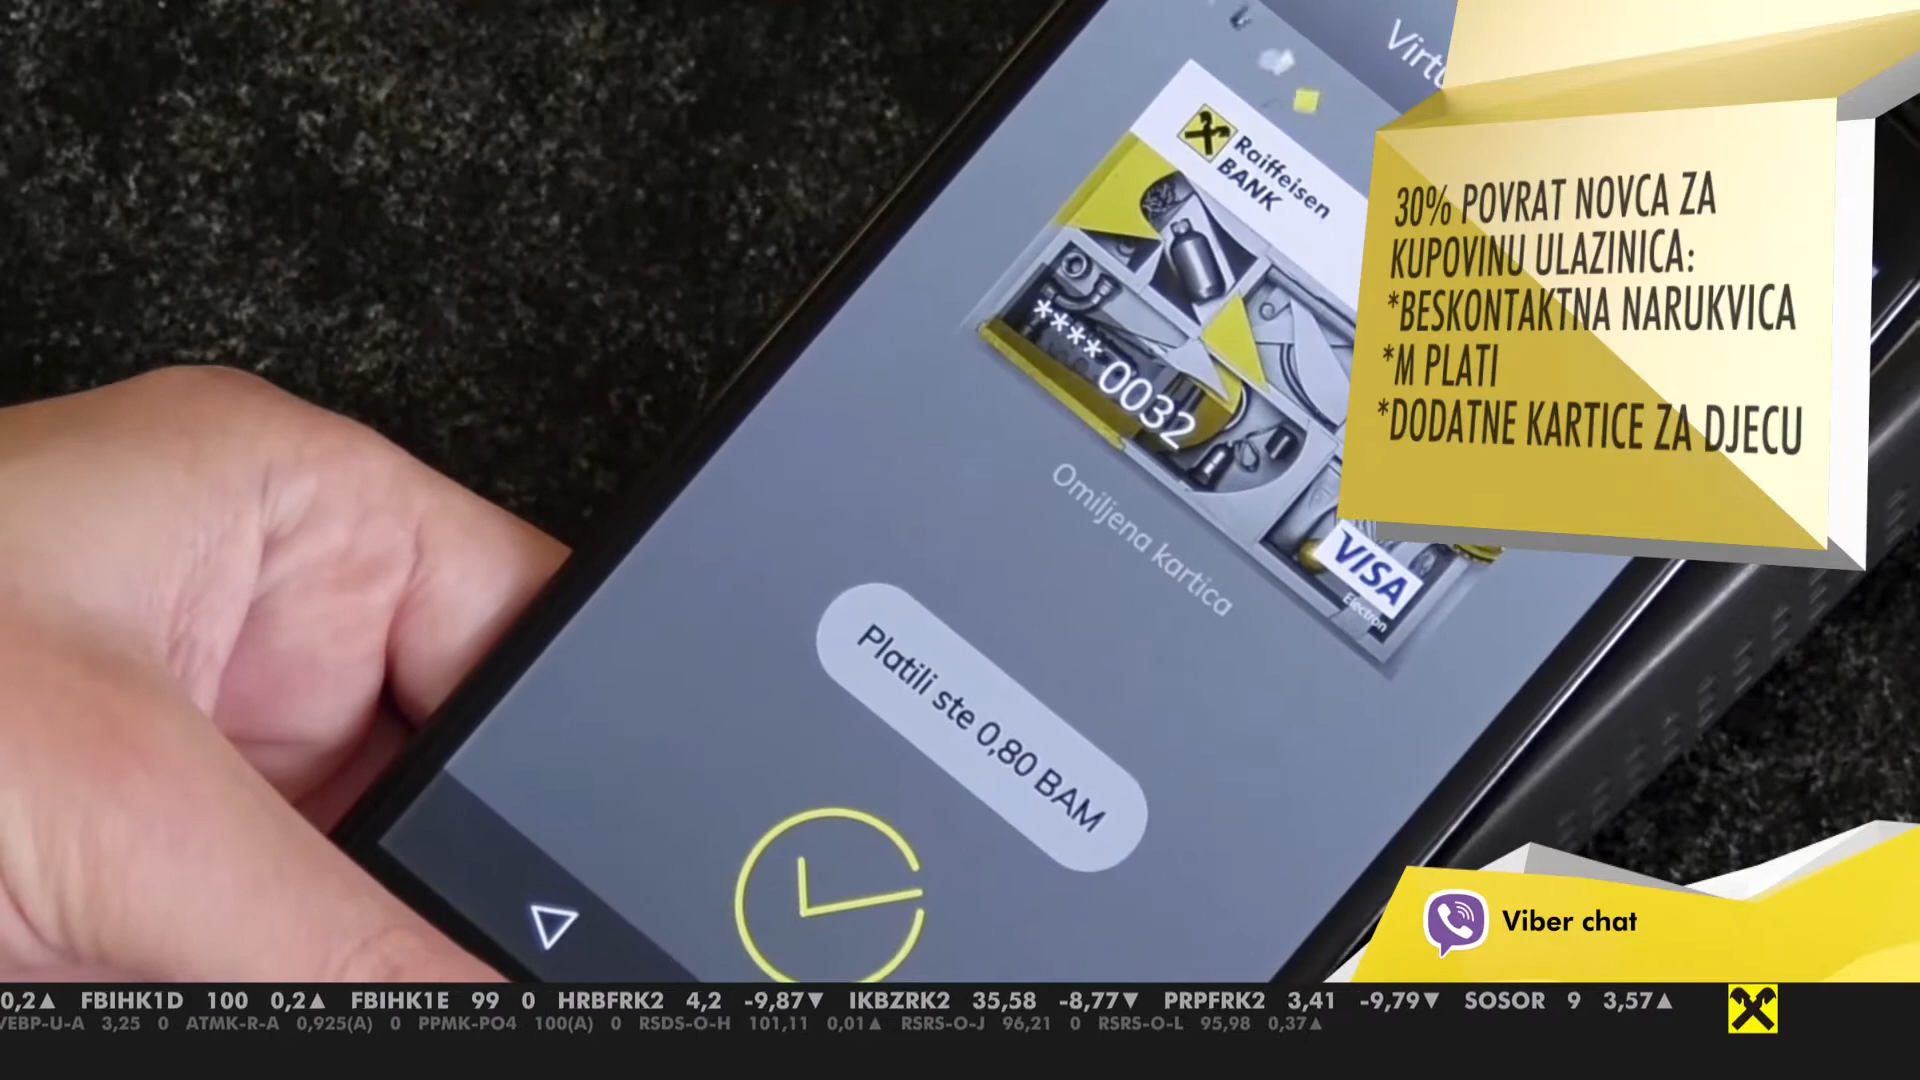 Raiffeisen
BANK
****0032
Omiljena kartica
VISA
Electron
Platili ste 0,80 BAM
30% POVRAT NOVCA ZA
KUPOVINU ULAZINICA:
*BESKONTAKTNA NARUKVICA
*M PLATI
*DODATNE KARTICE ZA DJECU
Viber chat
0,2▲ FBIHK1D 100 0,2▲ FBIHK1E 99 0 HRBFRK2 4,2 -9,87▼ IKBZRK2 35,58 -8,77▼ PRPFRK2 3,41 -9,79▼ SOSOR 9 3,57▲
VEBP-U-A 3,25 0 ATMK-R-A 0,925(A) 0 PPMK-PO4 100(A) 0 RSDS-O-H 101,11 0,01▲ RSRS-O-J 96,21 0 RSRS-O-L 95,98 0,37▲